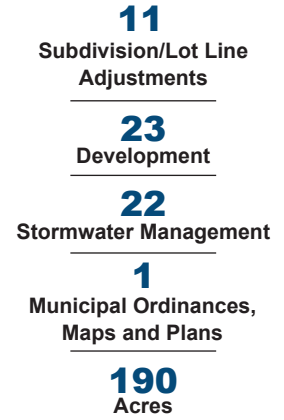 11
Subdivision/Lot Line
Adjustments
23
Development
22
Stormwater Management
1
Municipal Ordinances,
Maps and Plans
190
Acres